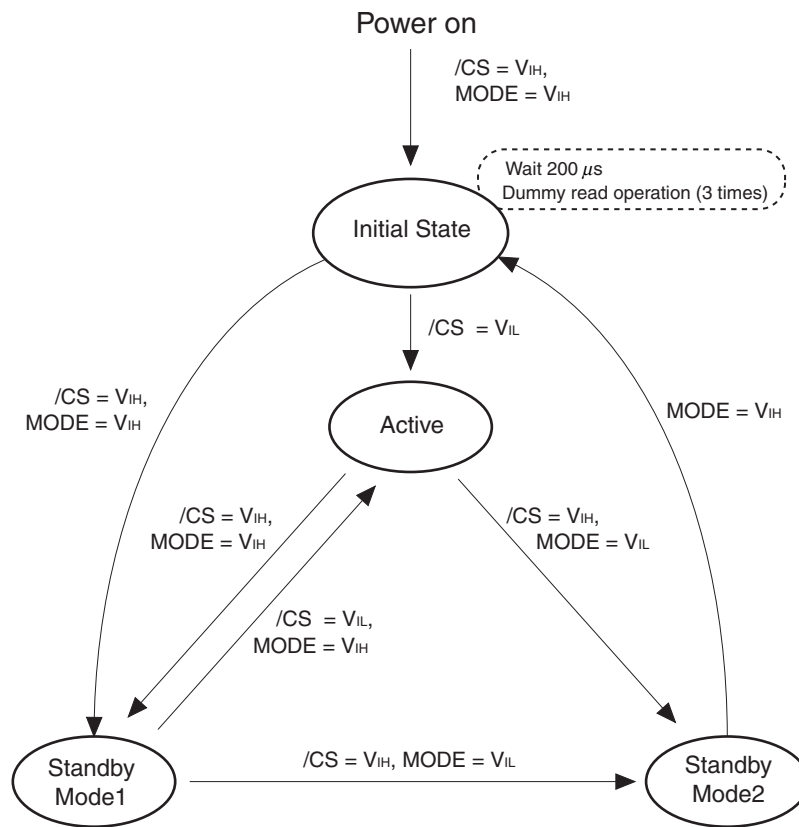 Power on
/CS = VIH,
MODE = VIH
Wait 200 μs
Dummy read operation (3 times)
Initial State
/CS = VIL
/CS = VIH,
MODE = VIH
MODE = VIH
Active
/CS = VIH,
MODE = VIH
/CS = VIH,
MODE = VIL
/CS = VIL,
MODE = VIH
/CS = VIH, MODE = VIL
Standby
Mode1
Standby
Mode2